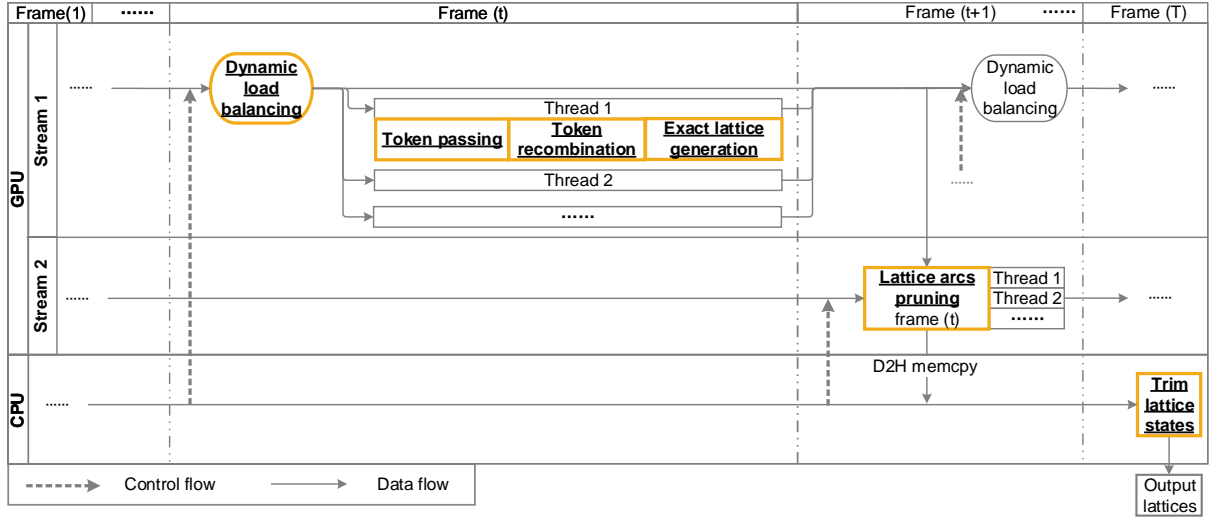 Frame(1)
······
Frame (t)
Frame (t+1)
······
Frame (T)
GPU
Stream 1
······
Dynamic
load
balancing
Thread 1
Token passing
Token
recombination
Exact lattice
generation
Thread 2
······
Dynamic
load
balancing
······
······
Stream 2
······
Lattice arcs
pruning
frame (t)
Thread 1
Thread 2
······
······
D2H memcpy
CPU
······
Trim
lattice
states
Control flow
Data flow
Output
lattices